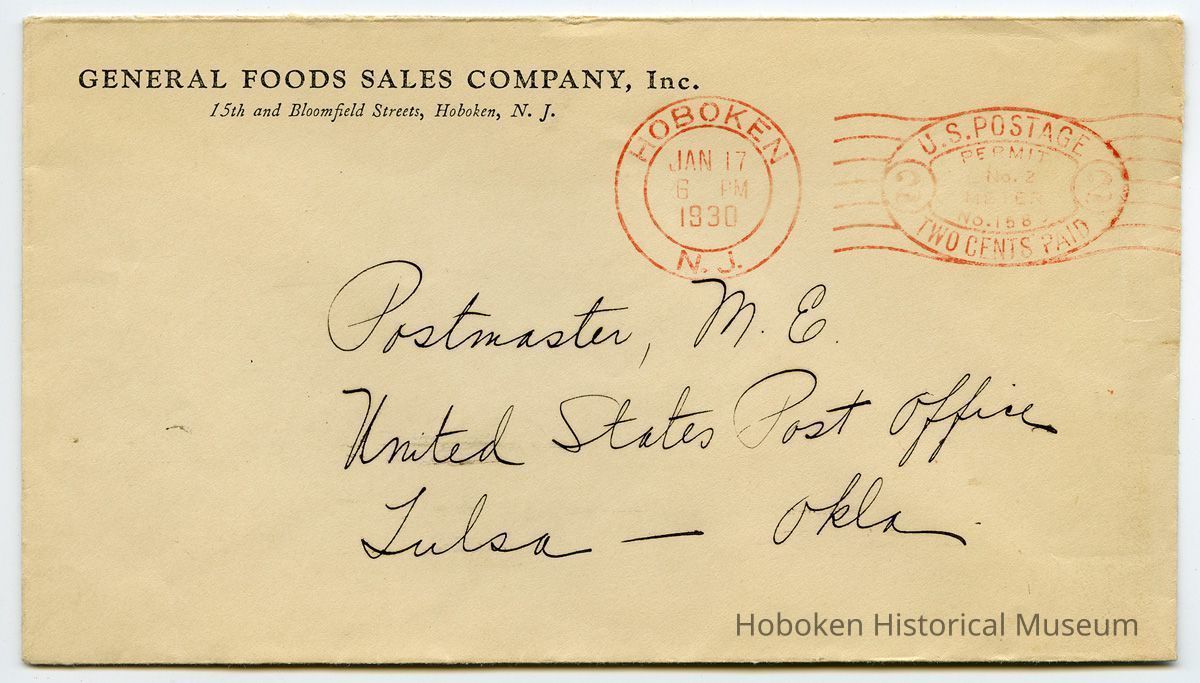 GENERAL FOODS SALES COMPANY, Inc.
15th and Bloomfield Streets, Hoboken, N. J.
HOBOKEN
JAN 17
6 PM
1930
N. J.
U.S. POSTAGE
PERMIT
No. 2
2 METER 2
TWO CENTS PAID
Postmaster, M. E.
United States Post Office
Tulsa — Okla.
Hoboken Historical Museum